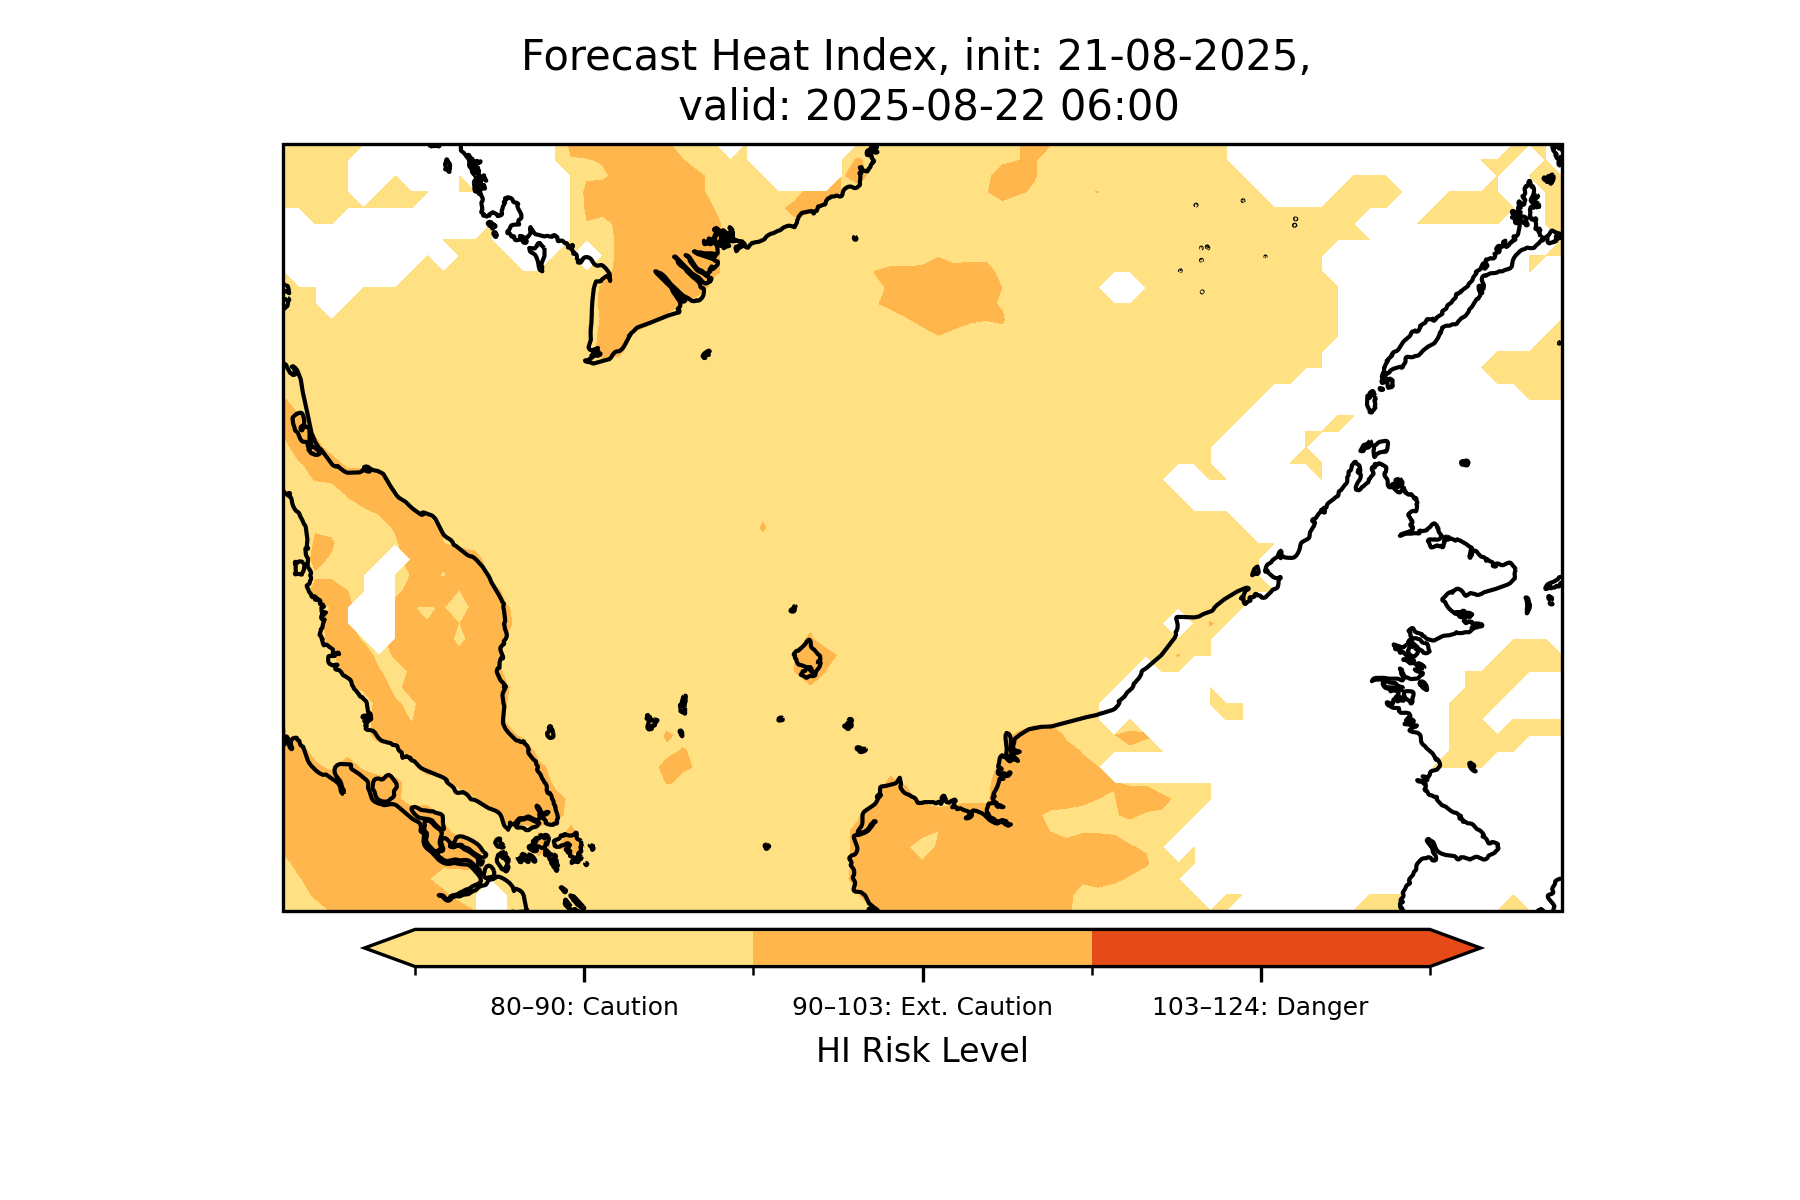 Forecast Heat Index, init: 21-08-2025,
valid: 2025-08-22 06:00
80–90: Caution
90–103: Ext. Caution
103–124: Danger
HI Risk Level